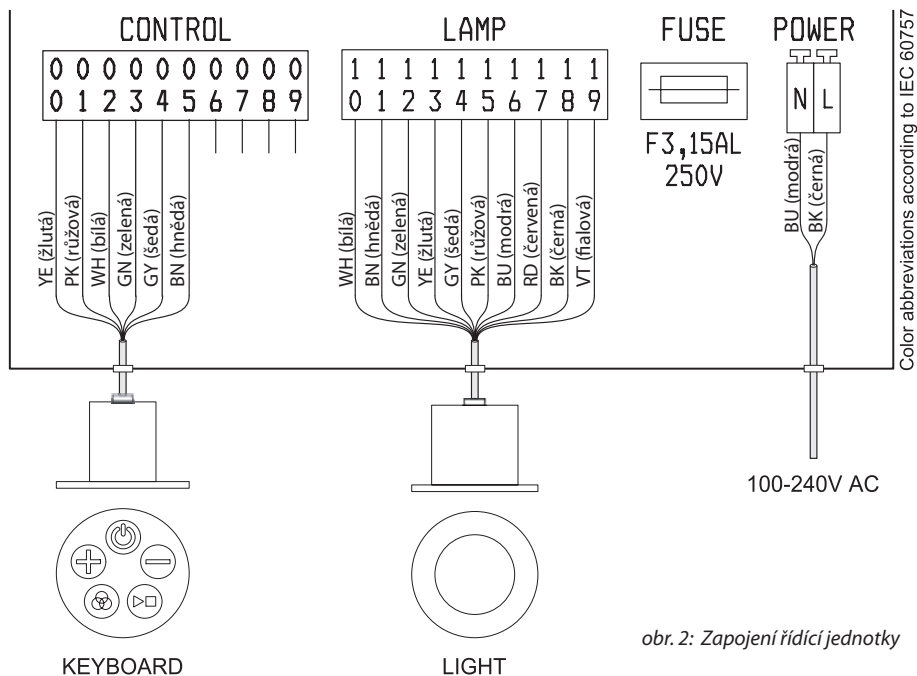 CONTROL LAMP FUSE POWER
0 0 0 0 0 0 0 0 0 0
0 1 2 3 4 5 6 7 8 9
1 1 1 1 1 1 1 1 1 1
0 1 2 3 4 5 6 7 8 9
N L
F3,15AL
250V
YE (žlutá)
PK (růžová)
WH (bílá)
GN (zelená)
GY (šedá)
BN (hnědá)
WH (bílá)
BN (hnědá)
GN (zelená)
YE (žlutá)
GY (šedá)
PK (růžová)
BU (modrá)
RD (červená)
BK (černá)
VT (fialová)
BU (modrá)
BK (černá)
Color abbreviations according to IEC 60757
100-240V AC
obr. 2: Zapojení řídící jednotky
KEYBOARD LIGHT